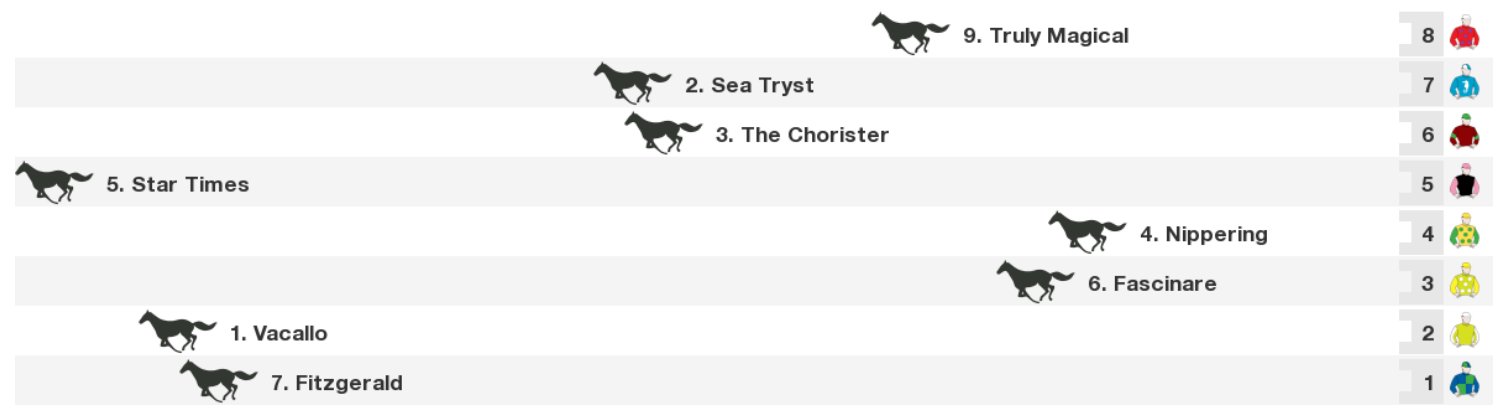 9. Truly Magical 8
2. Sea Tryst 7
3. The Chorister 6
5. Star Times 5
4. Nippering 4
6. Fascinare 3
1. Vacallo 2
7. Fitzgerald 1